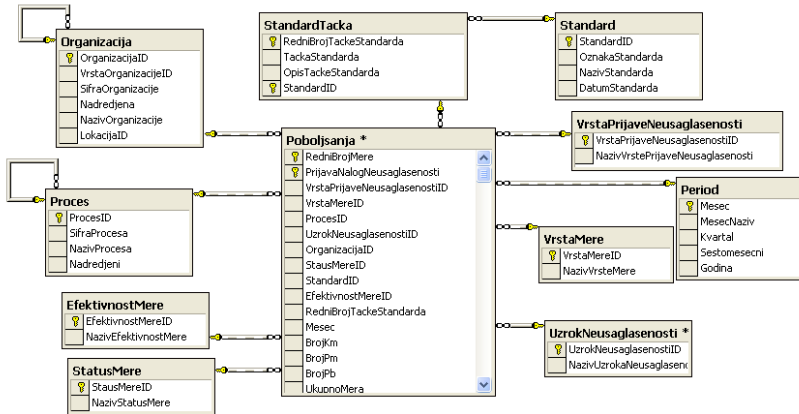 Organizacija
OrganizacijaID
VrstaOrganizacijeID
SifraOrganizacije
Nadredjena
NazivOrganizacije
LokacijaID
StandardTacka
RedniBrojTackeStandarda
TackaStandarda
OpisTackeStandarda
StandardID
Standard
StandardID
OznakaStandarda
NazivStandarda
DatumStandarda
VrstaPrijaveNeusaglasenosti
VrstaPrijaveNeusaglasenostiID
NazivVrstePrijaveNeusaglasenosti
Poboljsanja *
RedniBrojMere
PrijavaNalogNeusaglasenosti
VrstaPrijaveNeusaglasenostiID
VrstaMereID
ProcesID
UzrokNeusaglasenostiID
OrganizacijaID
StausMereID
StandardID
EfektivnostMereID
RedniBrojTackeStandarda
Mesec
BrojKm
BrojPm
BrojPb
UkupnoMera
Proces
ProcesID
SifraProcesa
NazivProcesa
Nadredjeni
Period
Mesec
MesecNaziv
Kvartal
Sestomesecni
Godina
VrstaMere
VrstaMereID
NazivVrsteMere
EfektivnostMere
EfektivnostMereID
NazivEfektivnostMere
UzrokNeusaglasenosti *
UzrokNeusaglasenostiID
StatusMere
StausMereID
NazivStatusMere